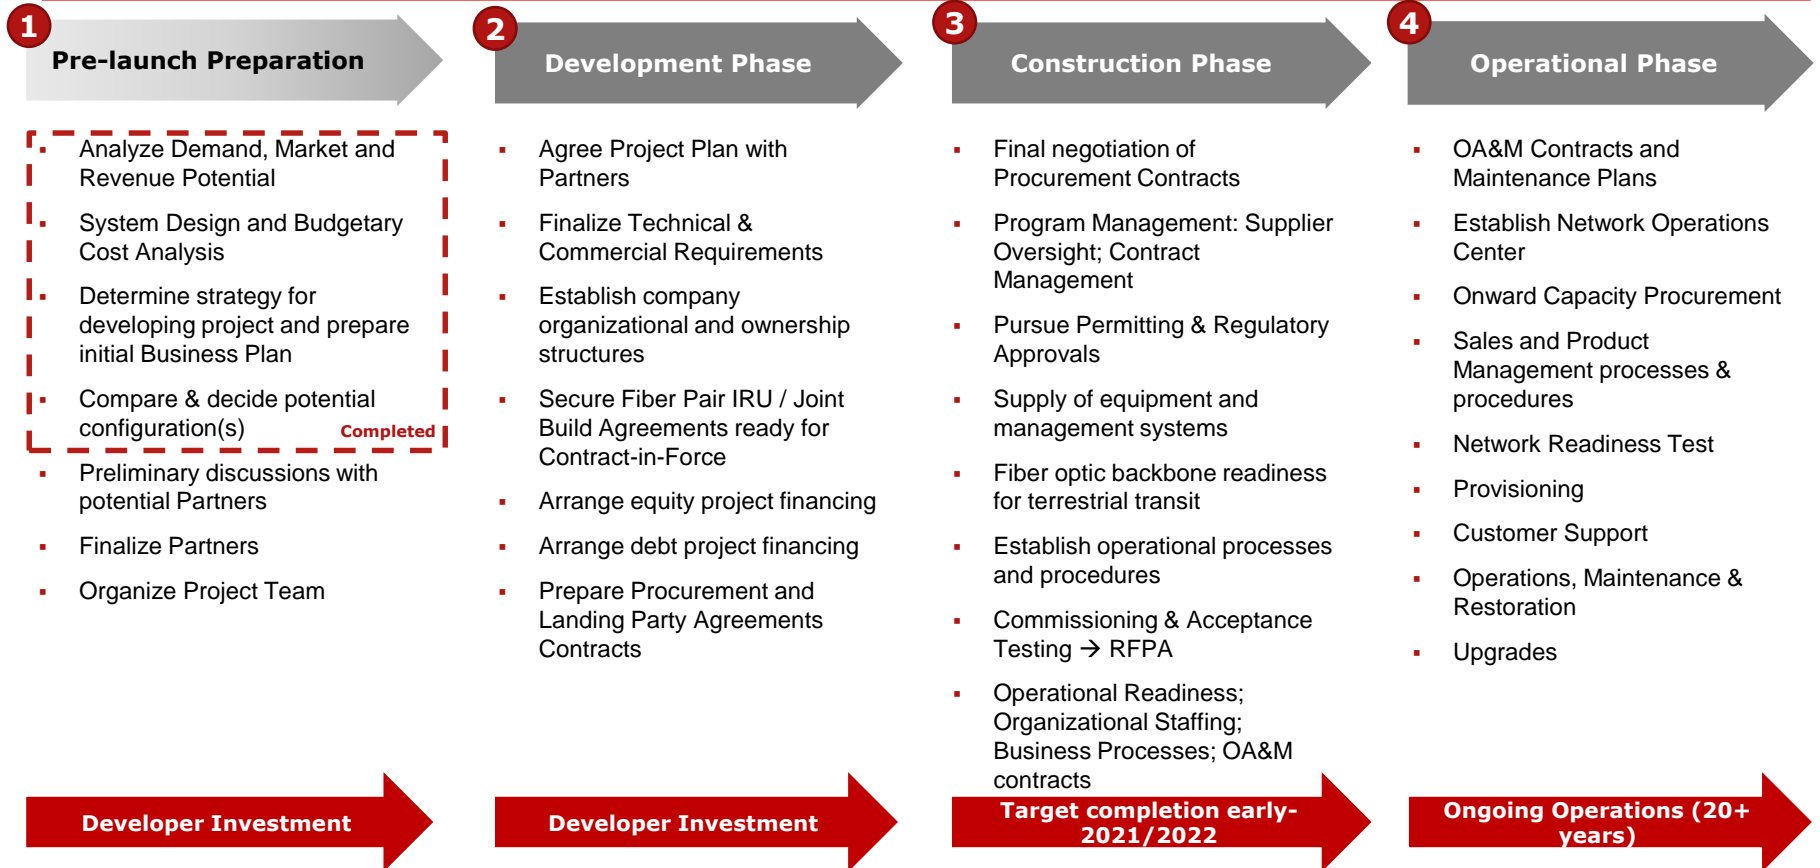 1
Pre-launch Preparation
▪ Analyze Demand, Market and
Revenue Potential
▪ System Design and Budgetary
Cost Analysis
▪ Determine strategy for
developing project and prepare
initial Business Plan
▪ Compare & decide potential
configuration(s)
Completed
▪ Preliminary discussions with
potential Partners
▪ Finalize Partners
▪ Organize Project Team
Developer Investment
2
Development Phase
▪ Agree Project Plan with
Partners
▪ Finalize Technical &
Commercial Requirements
▪ Establish company
organizational and ownership
structures
▪ Secure Fiber Pair IRU / Joint
Build Agreements ready for
Contract-in-Force
▪ Arrange equity project financing
▪ Arrange debt project financing
▪ Prepare Procurement and
Landing Party Agreements
Contracts
Developer Investment
3
Construction Phase
▪ Final negotiation of
Procurement Contracts
▪ Program Management: Supplier
Oversight; Contract
Management
▪ Pursue Permitting & Regulatory
Approvals
▪ Supply of equipment and
management systems
▪ Fiber optic backbone readiness
for terrestrial transit
▪ Establish operational processes
and procedures
▪ Commissioning & Acceptance
Testing → RFPA
▪ Operational Readiness;
Organizational Staffing;
Business Processes; OA&M
contracts
Target completion early-
2021/2022
4
Operational Phase
▪ OA&M Contracts and
Maintenance Plans
▪ Establish Network Operations
Center
▪ Onward Capacity Procurement
▪ Sales and Product
Management processes &
procedures
▪ Network Readiness Test
▪ Provisioning
▪ Customer Support
▪ Operations, Maintenance &
Restoration
▪ Upgrades
Ongoing Operations (20+
years)